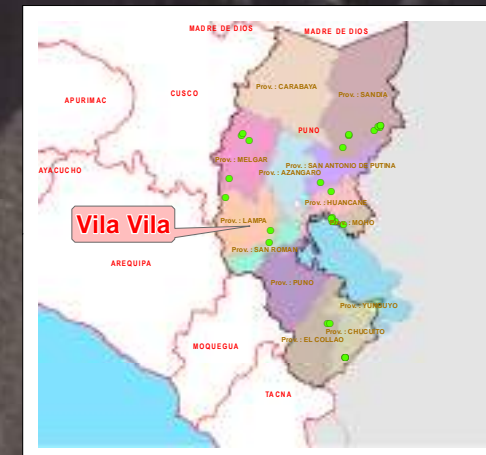 MADRE DE DIOS
MADRE DE DIOS
Prov. : CARABAYA
CUSCO
Prov. : SANDIA
APURIMAC
PUNO
Prov. : MELGAR
Prov. : SAN ANTONIO DE PUTINA
AYACUCHO
Prov. : AZANGARO
Prov. : HUANCANE
Vila Vila
Prov. : LAMPA
Prov. : MOHO
Prov. : SAN ROMAN
AREQUIPA
Prov. : PUNO
Prov. : YUNGUYO
Prov. : CHUCUITO
Prov. : EL COLLAO
MOQUEGUA
TACNA